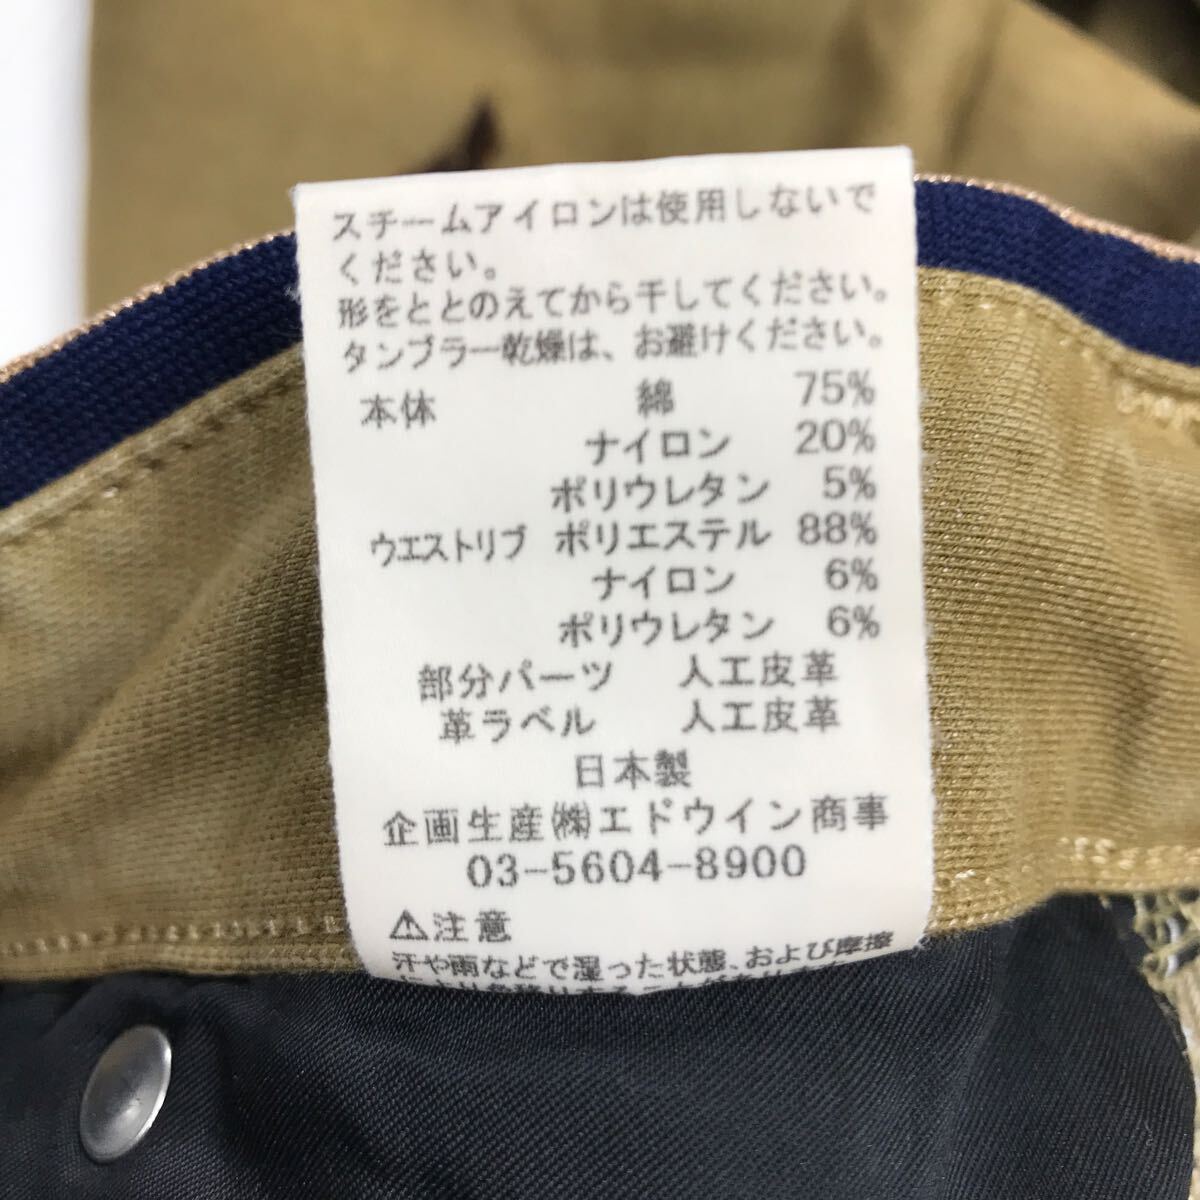 スチームアイロンは使用しないで
ください。
形をととのえてから干してください。
タンブラー乾燥は、お避けください。
本体 綿 75%
ナイロン 20%
ポリウレタン 5%
ウエストリブ ポリエステル 88%
ナイロン 6%
ポリウレタン 6%
部分パーツ 人工皮革
革ラベル 人工皮革
日本製
企画生産㈱エドウイン商事
03-5604-8900
⚠注意
汗や雨などで湿った状態、および摩擦